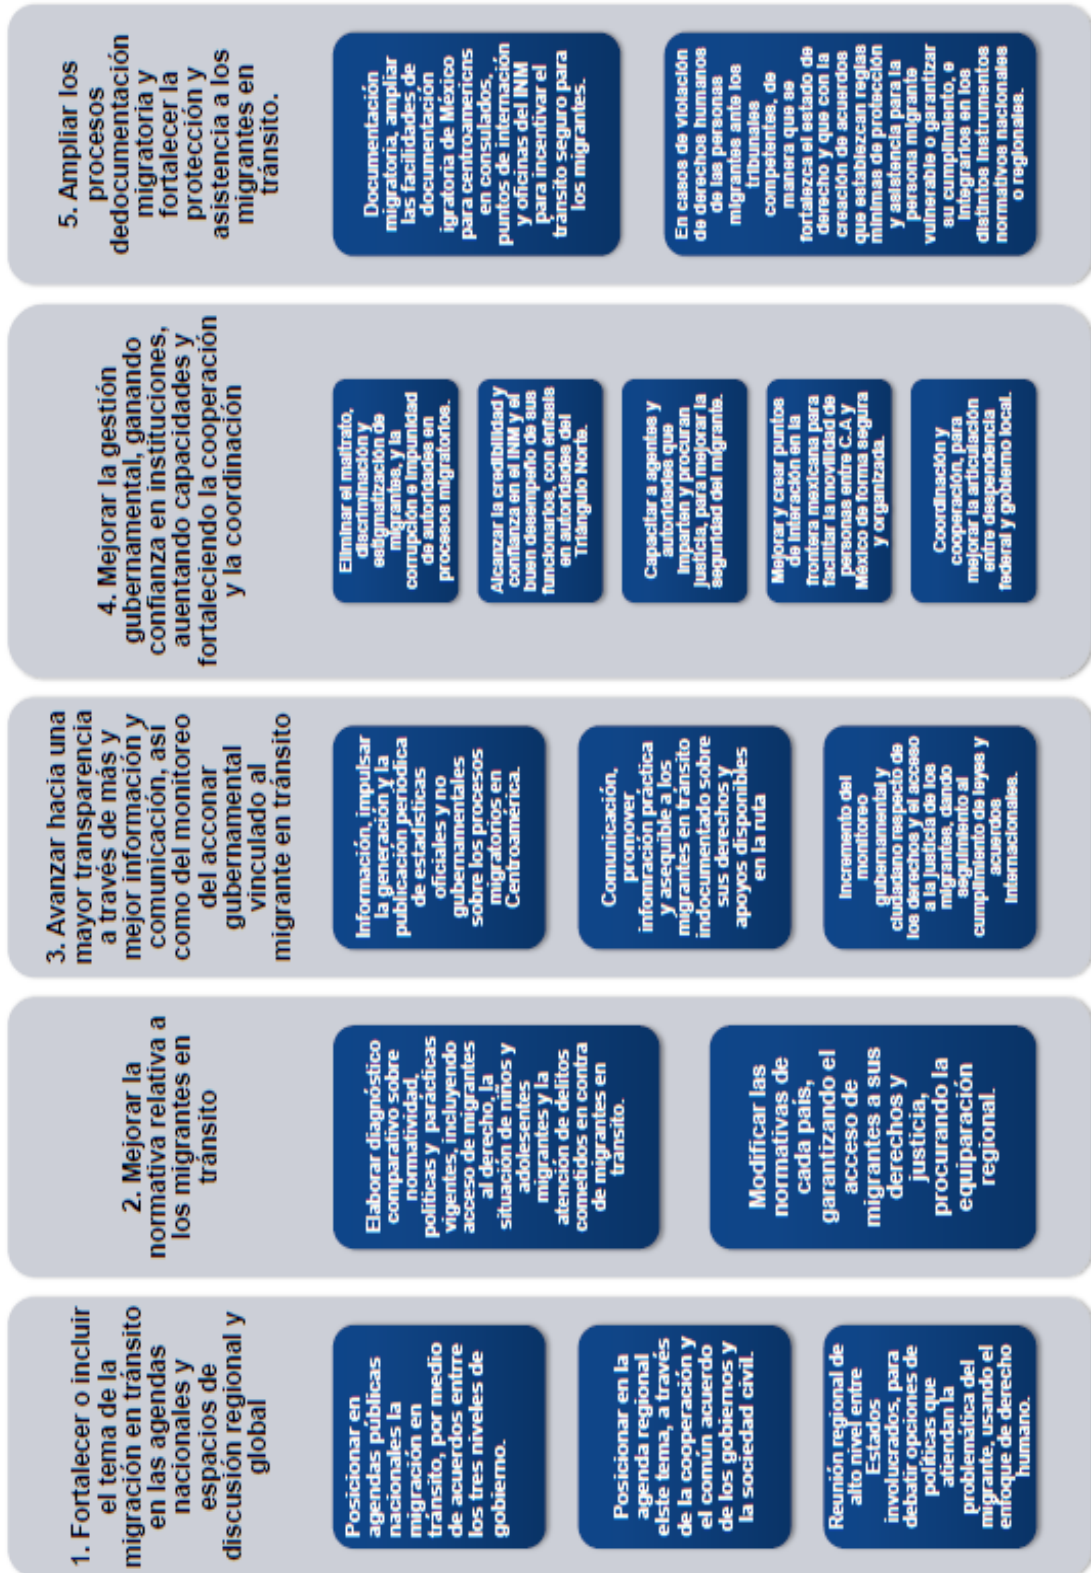 1. Fortalecer o incluir
el tema de la
migración en tránsito
en las agendas
nacionales y
espacios de
discusión regional y
global
Posicionar en
agendas públicas
nacionales la
migración en
tránsito, por medio
de acuerdos entrre
los tres niveles de
gobierno.
Posicionar en la
agenda regional
elste tema, a través
de la cooperación y
el común acuerdo
de los gobiernos y
la sociedad civil.
Reunión regional de
alto nivel entre
Estados
involucrados, para
debatir opciones de
políticas que
atiendan la
problemática del
migrante, usando el
enfoque de derecho
humano.
2. Mejorar la
normativa relativa a
los migrantes en
tránsito
Elaborar diagnóstico
comparativo sobre
normatividad,
políticas y parácticas
vigentes, incluyendo
acceso de migrantes
al derecho, la
situación de niños y
adolesentes
migrantes y la
atención de delitos
cometidos en contra
de migrantes en
transito.
Modificar las
normativas de
cada país,
garantizando el
acceso de
migrantes a sus
derechos y
justicia,
procurando la
equiparación
regional.
3. Avanzar hacia una
mayor transparencia
a través de más y
mejor información y
comunicación, así
como del monitoreo
del acconar
gubernamental
vinculado al
migrante en tránsito
Información, impulsar
la generación y la
publicación periodica
de estadísticas
oficiales y no
gubernamentales
sobre los procesos
migratorios en
Centroamérica.
Comunicación,
promover
infomración práctica
y asequible a los
migrantes en tránsito
indocumentado sobre
sus derechos y
apoyos disponibles
en la ruta
Incremento del
monitoreo
gubernamental y
ciudadano respecto de
los derechos y el acceso
a la justicia de los
migrantes, dando
seguimiento al
cumplimiento de leyes y
acuerdos
Internacionales.
4. Mejorar la gestión
gubernamental, ganando
confianza en instituciones,
auentando capacidades y
fortaleciendo la cooperación
y la coordinación
Eliminar el maltrato,
discriminación y
estigmatización de
migrantes, y la
corrupción e impunidad
de autoridades en
procesos migratorios.
Alcanzar la credibilidad y
confianza en el INM y el
buen desempeño de sus
funcionarios, con énfasis
en autoridades del
Triángulo Norte.
Capacitar a agentes y
autoridades que
imparten y procuran
justicia, para mejorar la
seguridad del migrante.
Mejorar y crear puntos
de interación en la
frontera mexicana para
facilitar la movilidad de
personas entre C.A y
México de forma segura
y organizada.
Coordinación y
cooperación, para
mejorar la articulación
entre despendencia
federal y gobierno local.
5. Ampliar los
procesos
dedocumentación
migratoria y
fortalecer la
protección y
asistencia a los
migrantes en
tránsito.
Documentación
migratoria, ampliar
las facilidades de
documentación
igratoria de México
para centroamericns
en consulados,
puntos de internación
y oficinas del INM
para incentivar el
tránsito seguro para
los migrantes.
En casos de violación
de derechos humanos
de las personas
migrantes ante los
tribunales
competentes, de
manera que se
fortalezca el estado de
derecho y que con la
creación de acuerdos
que establezcan reglas
mínimas de protección
y asistencia para la
persona migrante
vulnerable o garantizar
su cumplimiento, e
integrarlos en los
distintos Instrumentos
normativos nacionales
o regionales.